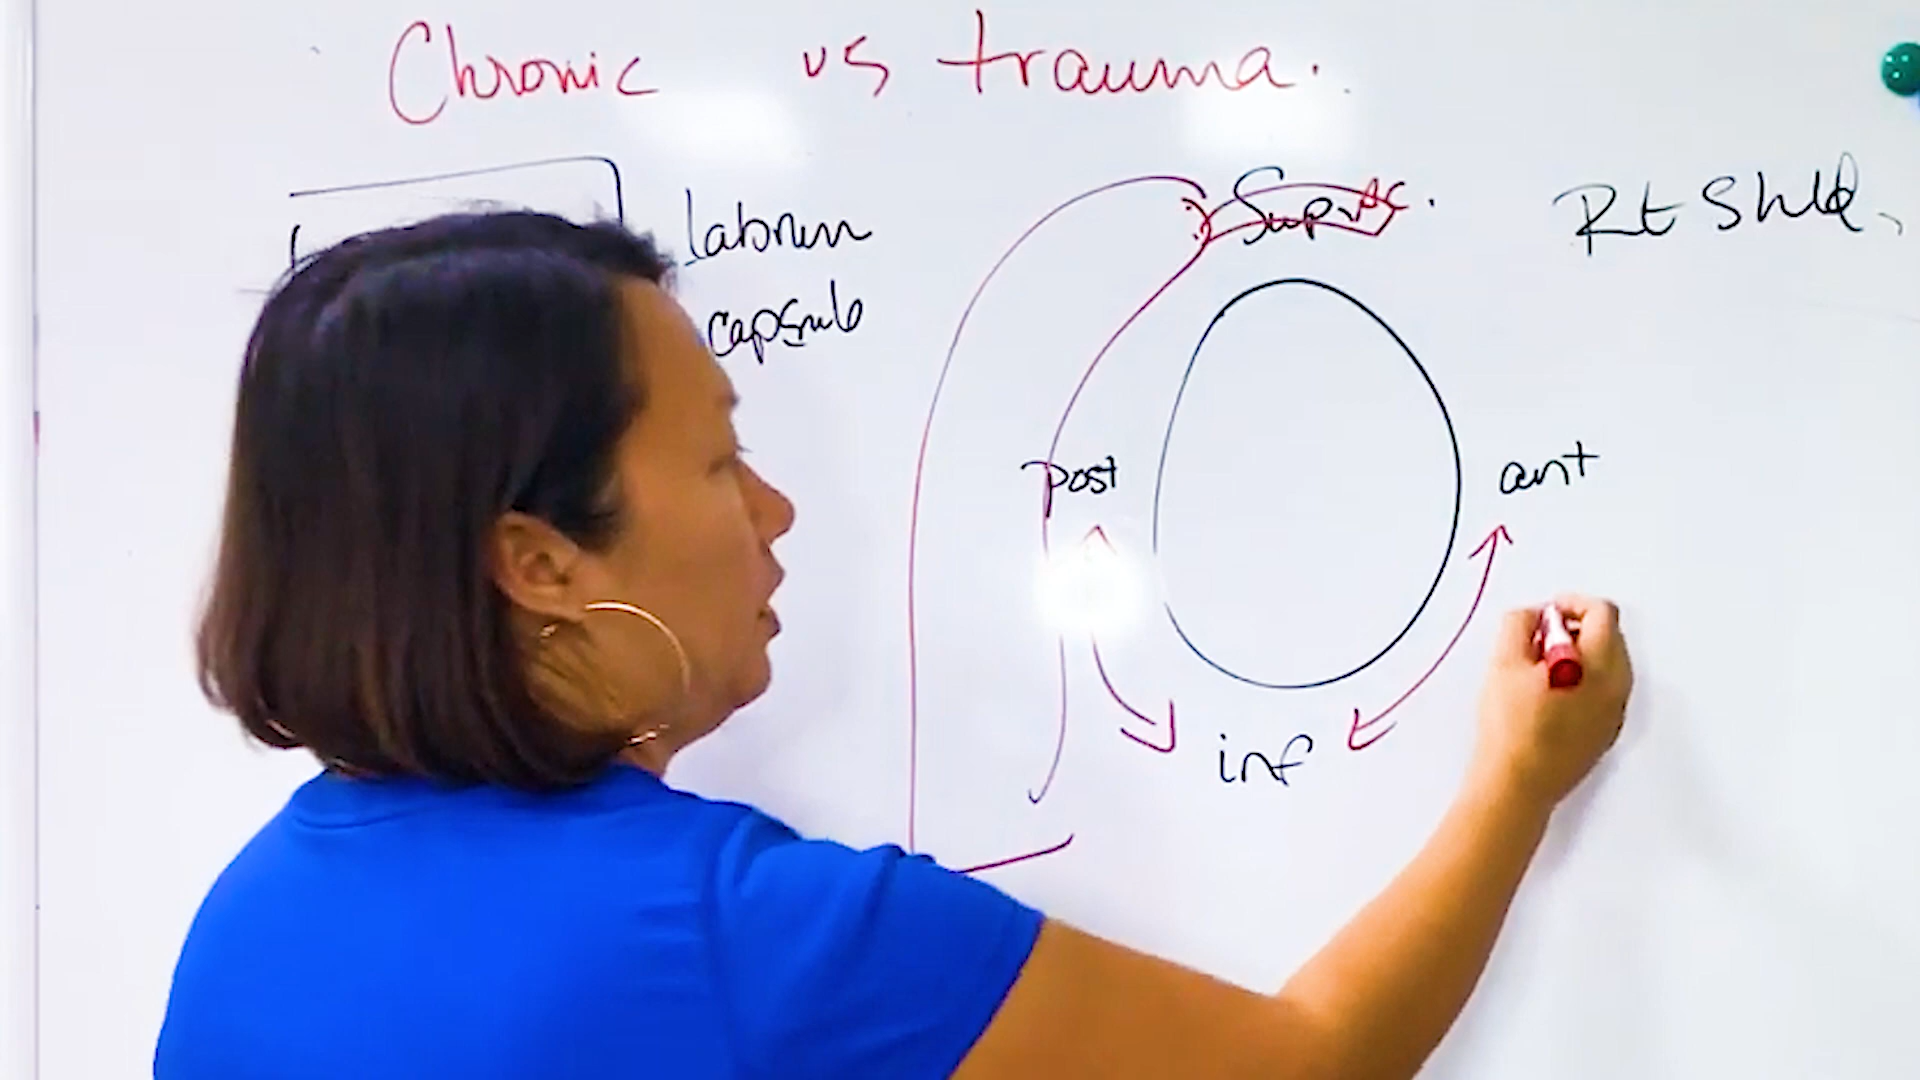 Chronic vs trauma.
labrum
capsule
Rt Shld.
post
ant
inf